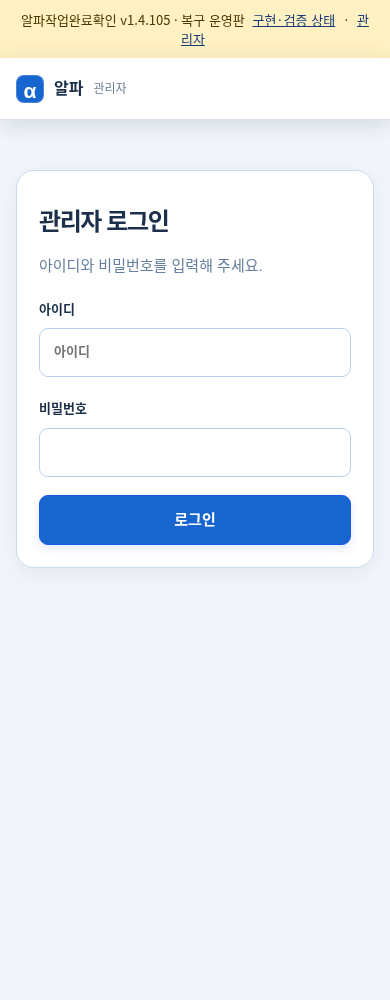 알파작업완료확인 v1.4.105 · 복구 운영판 구현·검증 상태 · 관
리자
α 알파 관리자
관리자 로그인
아이디와 비밀번호를 입력해 주세요.
아이디
아이디
비밀번호
로그인